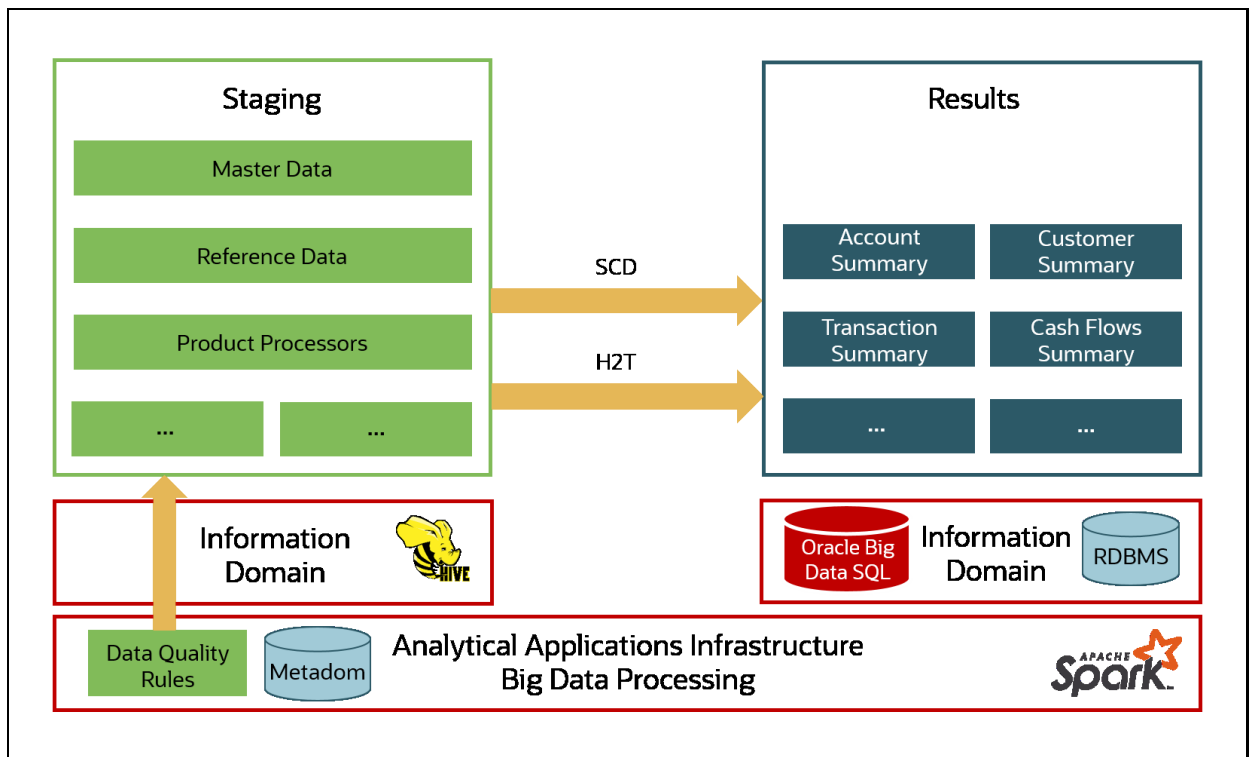 Staging
Master Data
Reference Data
Product Processors
...
...
SCD
H2T
Results
Account
Summary
Customer
Summary
Transaction
Summary
Cash Flows
Summary
...
...
Information
Domain
HIVE
Oracle Big
Data SQL
Information
Domain
RDBMS
Data Quality
Rules
Metadom
Analytical Applications Infrastructure
Big Data Processing
APACHE
Spark™